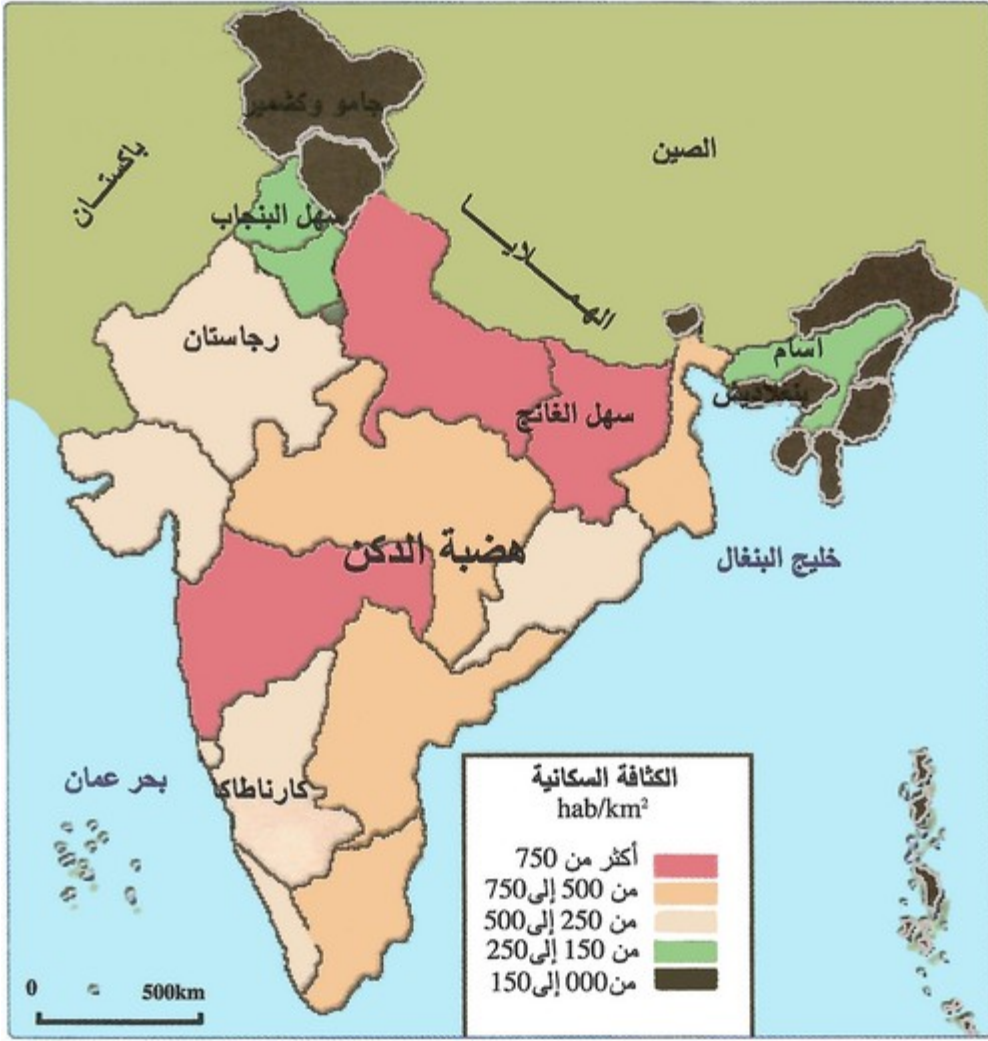 جامو وكشمير
الصين
باكستان
سهل البنجاب
الهملايا
رجاستان
اسام
بنغلاديش
سهل الغانج
هضبة الدكن
خليج البنغال
بحر عمان
كارناطاكا
الكثافة السكانية
hab/km²
أكثر من 750
من 500 إلى750
من 250 إلى500
من 150 إلى250
من000 إلى150
0 500km